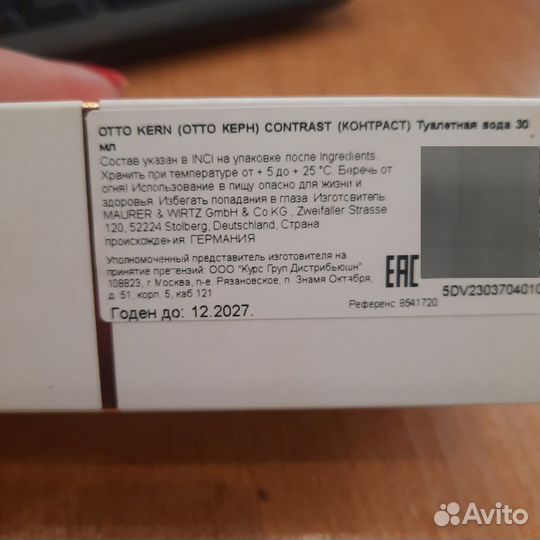 OTTO KERN (ОТТО КЕРН) CONTRAST (КОНТРАСТ) Туалетная вода 30
мл
Состав указан в INCI на упаковке после Ingredients.
Хранить при температуре от + 5 до + 25 °C. Беречь от
огня! Использование в пищу опасно для жизни и
здоровья. Избегать попадания в глаза. Изготовитель:
MAURER & WIRTZ GmbH & Co.KG., Zweifaller Strasse
120, 52224 Stolberg, Deutschland, Страна
происхождения: ГЕРМАНИЯ
Уполномоченный представитель изготовителя на
принятие претензий: ООО "Курс Груп Дистрибьюшн"
108823, г. Москва, п-е. Рязановское, п. Знамя Октября,
д. 51, корп. 5, каб.121
Годен до: 12.2027.
EAC
5DV2303704010
Референс 8541720
Avito